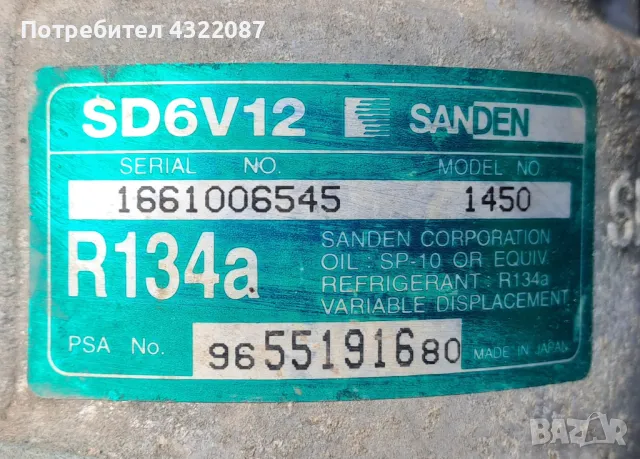 Потребител 4322087
SD6V12 SANDEN
SERIAL NO. MODEL NO
1661006545 1450
R134a
SANDEN CORPORATION
OIL : SP-10 OR EQUIV.
REFRIGERANT : R134a
VARIABLE DISPLACEMENT
PSA No. 9655191680 MADE IN JAPAN
BAZAR